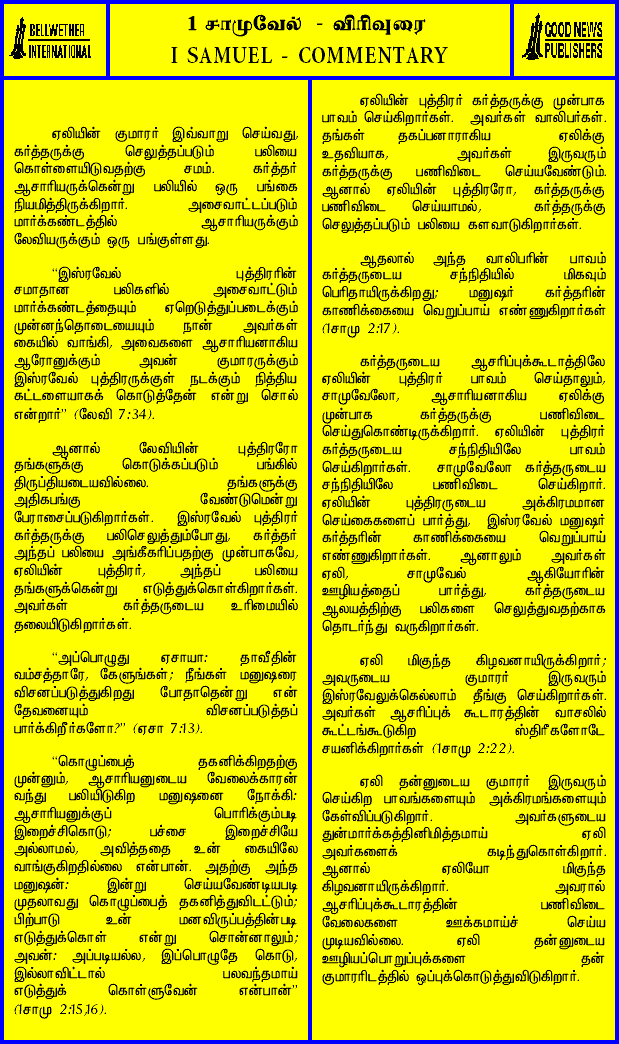 BELLWETHER
INTERNATIONAL
1 சாமுவேல் - விரிவுரை
I SAMUEL - COMMENTARY
GOOD NEWS
PUBLISHERS
ஏலியின் குமாரர் இவ்வாறு செய்வது,
கர்த்தருக்கு செலுத்தப்படும் பலியை
கொள்ளையிடுவதற்கு சமம். கர்த்தர்
ஆசாரியருக்கென்று பலியில் ஒரு பங்கை
நியமித்திருக்கிறார். அசைவாட்டப்படும்
மார்க்கண்டத்தில் ஆசாரியருக்கும்
லேவியருக்கும் ஒரு பங்குள்ளது.
“இஸ்ரவேல் புத்திரரின்
சமாதான பலிகளில் அசைவாட்டும்
மார்க்கண்டத்தையும் ஏறெடுத்துப்படைக்கும்
முன்னந்தொடையையும் நான் அவர்கள்
கையில் வாங்கி, அவைகளை ஆசாரியனாகிய
ஆரோனுக்கும் அவன் குமாரருக்கும்
இஸ்ரவேல் புத்திரருக்குள் நடக்கும் நித்திய
கட்டளையாகக் கொடுத்தேன் என்று சொல்
என்றார்” (லேவி 7:34).
ஆனால் லேவியின் புத்திரரோ
தங்களுக்கு கொடுக்கப்படும் பங்கில்
திருப்தியடையவில்லை. தங்களுக்கு
அதிகபங்கு வேண்டுமென்று
பேராசைப்படுகிறார்கள். இஸ்ரவேல் புத்திரர்
கர்த்தருக்கு பலிசெலுத்தும்போது, கர்த்தர்
அந்தப் பலியை அங்கீகரிப்பதற்கு முன்பாகவே,
ஏலியின் புத்திரர், அந்தப் பலியை
தங்களுக்கென்று எடுத்துக்கொள்கிறார்கள்.
அவர்கள் கர்த்தருடைய உரிமையில்
தலையிடுகிறார்கள்.
“அப்பொழுது ஏசாயா: தாவீதின்
வம்சத்தாரே, கேளுங்கள்; நீங்கள் மனுஷரை
விசனப்படுத்துகிறது போதாதென்று என்
தேவனையும் விசனப்படுத்தப்
பார்க்கிறீர்களோ?” (ஏசா 7:13).
“கொழுப்பைத் தகனிக்கிறதற்கு
முன்னும், ஆசாரியனுடைய வேலைக்காரன்
வந்து பலியிடுகிற மனுஷனை நோக்கி:
ஆசாரியனுக்குப் பொரிக்கும்படி
இறைச்சிகொடு; பச்சை இறைச்சியே
அல்லாமல், அவித்ததை உன் கையிலே
வாங்குகிறதில்லை என்பான். அதற்கு அந்த
மனுஷன்: இன்று செய்யவேண்டியபடி
முதலாவது கொழுப்பைத் தகனித்துவிடட்டும்;
பிற்பாடு உன் மனவிருப்பத்தின்படி
எடுத்துக்கொள் என்று சொன்னாலும்;
அவன்: அப்படியல்ல, இப்பொழுதே கொடு,
இல்லாவிட்டால் பலவந்தமாய்
எடுத்துக் கொள்ளுவேன் என்பான்”
(1சாமு 2:15,16).
ஏலியின் புத்திரர் கர்த்தருக்கு முன்பாக
பாவம் செய்கிறார்கள். அவர்கள் வாலிபர்கள்.
தங்கள் தகப்பனாராகிய ஏலிக்கு
உதவியாக, அவர்கள் இருவரும்
கர்த்தருக்கு பணிவிடை செய்யவேண்டும்.
ஆனால் ஏலியின் புத்திரரோ, கர்த்தருக்கு
பணிவிடை செய்யாமல், கர்த்தருக்கு
செலுத்தப்படும் பலியை களவாடுகிறார்கள்.
ஆதலால் அந்த வாலிபரின் பாவம்
கர்த்தருடைய சந்நிதியில் மிகவும்
பெரிதாயிருக்கிறது; மனுஷர் கர்த்தரின்
காணிக்கையை வெறுப்பாய் எண்ணுகிறார்கள்
(1சாமு 2:17).
கர்த்தருடைய ஆசரிப்புக்கூடாத்திலே
ஏலியின் புத்திரர் பாவம் செய்தாலும்,
சாமுவேலோ, ஆசாரியனாகிய ஏலிக்கு
முன்பாக கர்த்தருக்கு பணிவிடை
செய்துகொண்டிருக்கிறார். ஏலியின் புத்திரர்
கர்த்தருடைய சந்நிதியிலே பாவம்
செய்கிறார்கள். சாமுவேலோ கர்த்தருடைய
சந்நிதியிலே பணிவிடை செய்கிறார்.
ஏலியின் புத்திரருடைய அக்கிரமமான
செய்கைகளைப் பார்த்து, இஸ்ரவேல் மனுஷர்
கர்த்தரின் காணிக்கையை வெறுப்பாய்
எண்ணுகிறார்கள். ஆனாலும் அவர்கள்
ஏலி, சாமுவேல் ஆகியோரின்
ஊழியத்தைப் பார்த்து, கர்த்தருடைய
ஆலயத்திற்கு பலிகளை செலுத்துவதற்காக
தொடர்ந்து வருகிறார்கள்.
ஏலி மிகுந்த கிழவனாயிருக்கிறார்;
அவருடைய குமாரர் இருவரும்
இஸ்ரவேலுக்கெல்லாம் தீங்கு செய்கிறார்கள்.
அவர்கள் ஆசரிப்புக் கூடாரத்தின் வாசலில்
கூட்டங்கூடுகிற ஸ்திரீகளோடே
சயனிக்கிறார்கள் (1சாமு 2:22).
ஏலி தன்னுடைய குமாரர் இருவரும்
செய்கிற பாவங்களையும் அக்கிரமங்களையும்
கேள்விப்படுகிறார். அவர்களுடைய
துன்மார்க்கத்தினிமித்தமாய் ஏலி
அவர்களைக் கடிந்துகொள்கிறார்.
ஆனால் ஏலியோ மிகுந்த
கிழவனாயிருக்கிறார். அவரால்
ஆசரிப்புக்கூடாரத்தின் பணிவிடை
வேலைகளை ஊக்கமாய்ச் செய்ய
முடியவில்லை. ஏலி தன்னுடைய
ஊழியப்பொறுப்புக்களை தன்
குமாரரிடத்தில் ஒப்புக்கொடுத்துவிடுகிறார்.